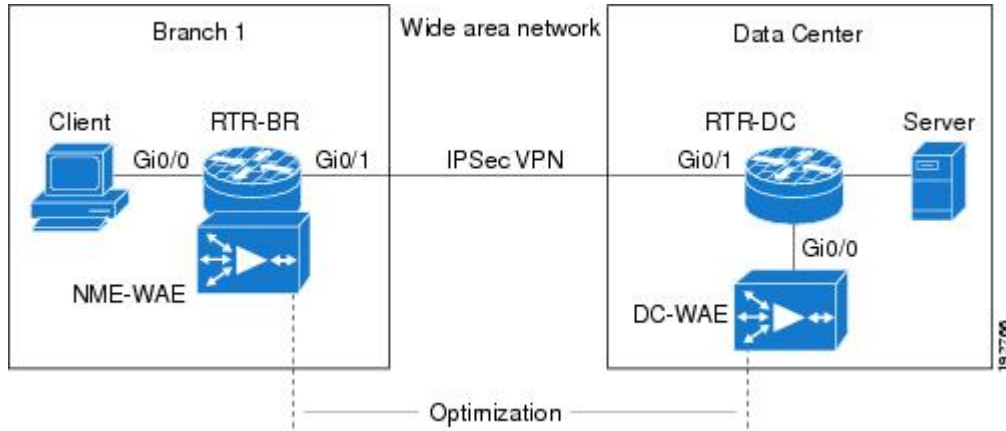 Branch 1
Wide area network
Data Center
Client
RTR-BR
RTR-DC
Server
Gi0/0
Gi0/1
IPSec VPN
Gi0/1
Gi0/0
NME-WAE
DC-WAE
Optimization